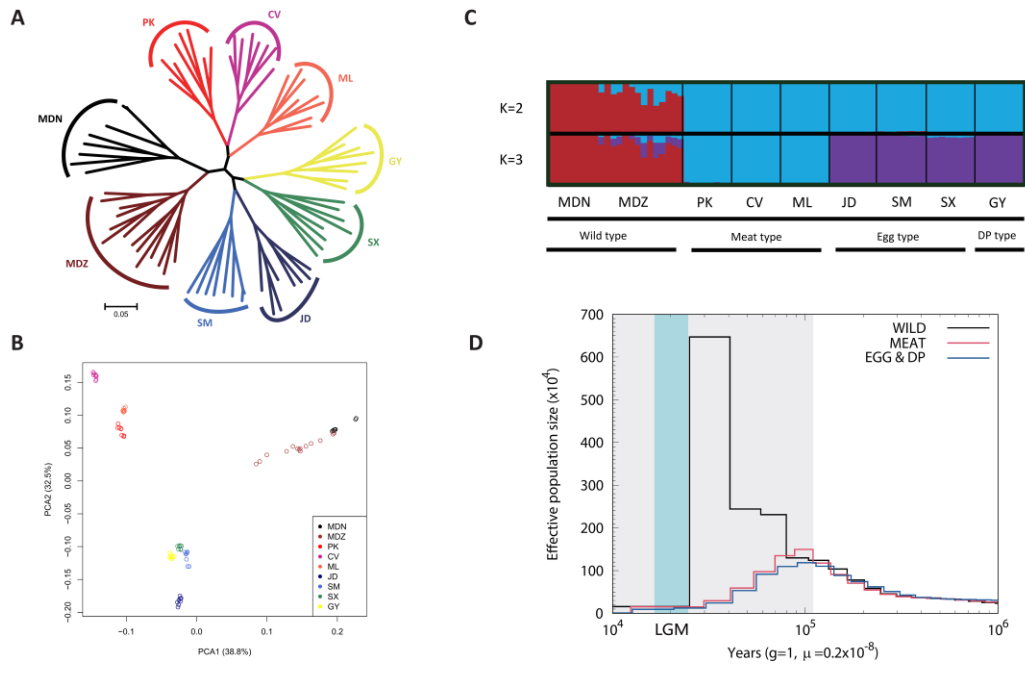 A
PK
CV
ML
MDN
GY
MDZ
SX
SM
JD
0.05
B
PCA2 (32.5%)
0.15
0.10
0.05
0.00
−0.05
−0.10
−0.15
−0.20
−0.1
0.0
0.1
0.2
PCA1 (38.8%)
MDN
MDZ
PK
CV
ML
JD
SM
SX
GY
C
K=2
K=3
MDN MDZ PK CV ML JD SM SX GY
Wild type Meat type Egg type DP type
D
Effective population size (x10⁴)
700
600
500
400
300
200
100
0
WILD
MEAT
EGG & DP
10⁴ LGM 10⁵ 10⁶
Years (g=1, μ =0.2x10⁻⁸)